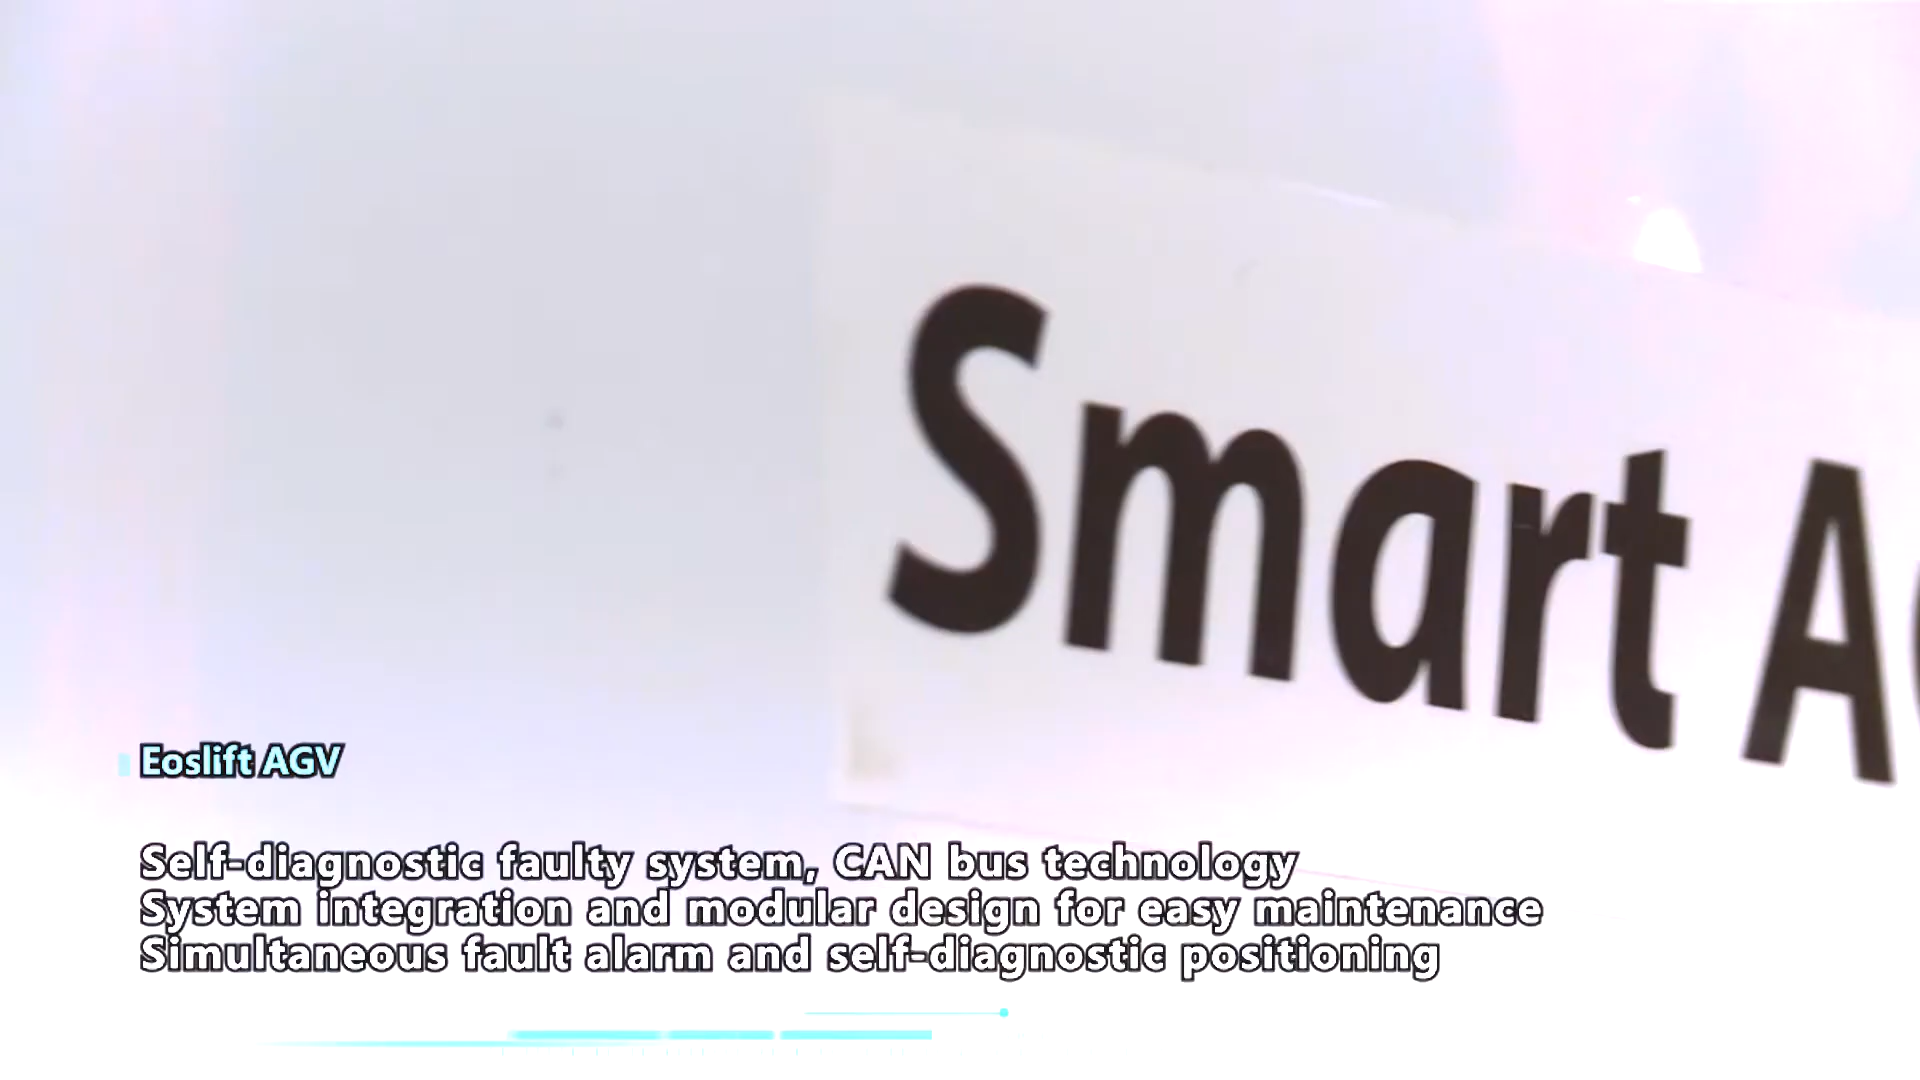 Smart A
Eoslift AGV
Self-diagnostic faulty system, CAN bus technology
System integration and modular design for easy maintenance
Simultaneous fault alarm and self-diagnostic positioning